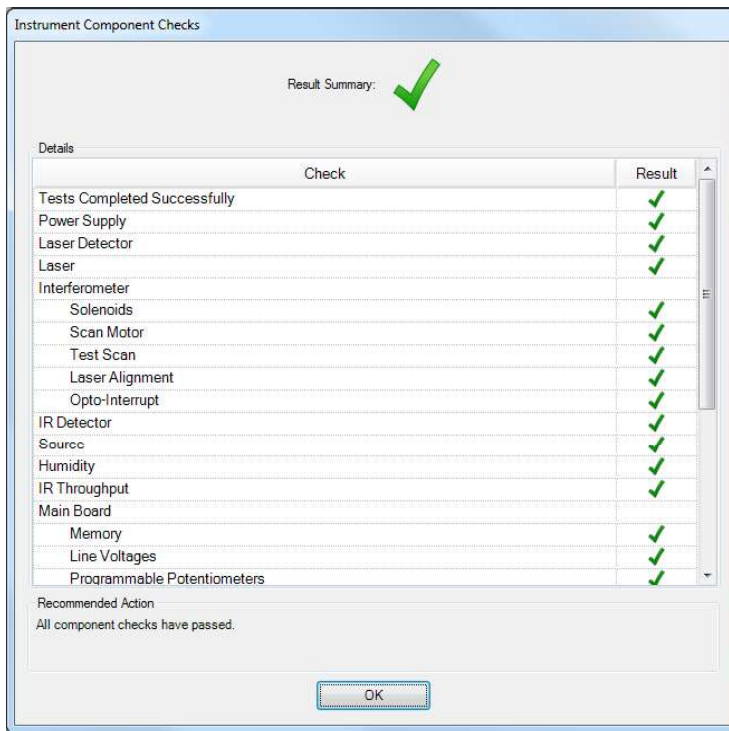 Instrument Component Checks
Result Summary:
Details
Check Result
Tests Completed Successfully
Power Supply
Laser Detector
Laser
Interferometer
Solenoids
Scan Motor
Test Scan
Laser Alignment
Opto-Interrupt
IR Detector
Source
Humidity
IR Throughput
Main Board
Memory
Line Voltages
Programmable Potentiometers
Recommended Action
All component checks have passed.
OK